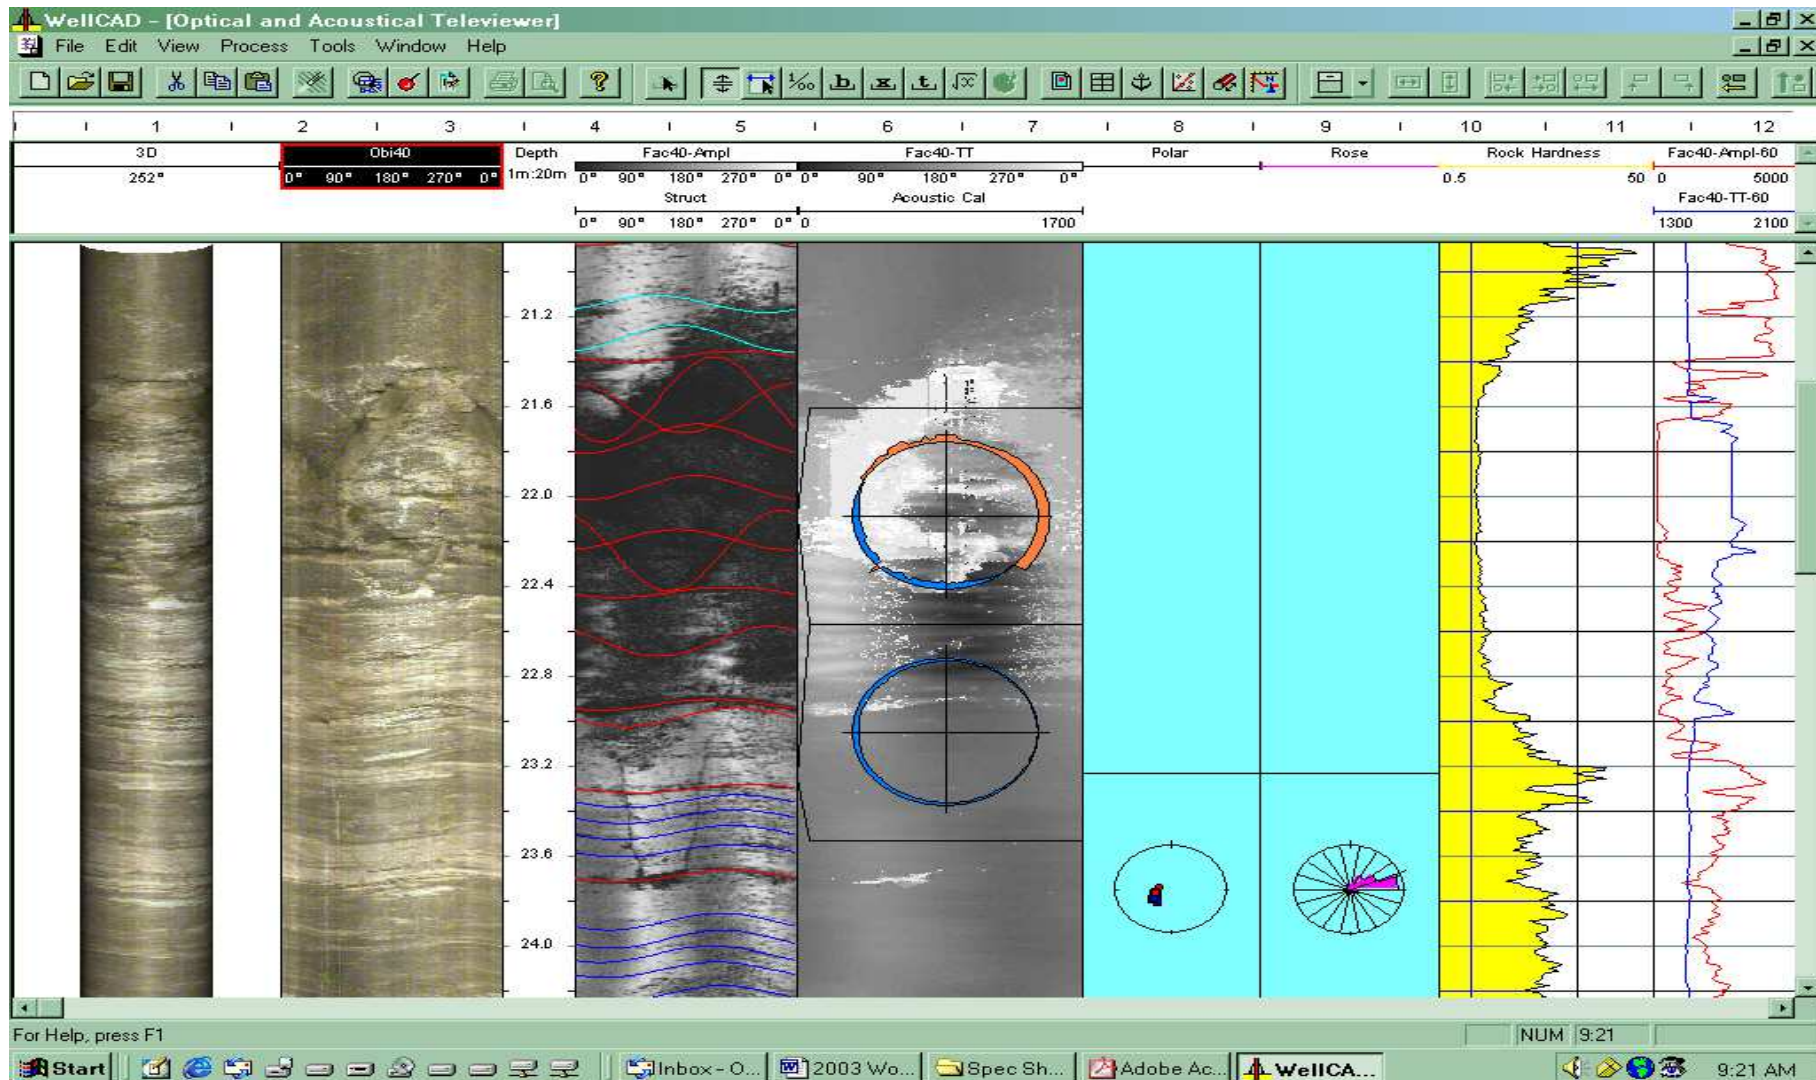 WellCAD - [Optical and Acoustical Televiewer]
File Edit View Process Tools Window Help
1 2 3 4 5 6 7 8 9 10 11 12
3D Obi40 Depth Fac40-Ampl Fac40-TT Polar Rose Rock Hardness Fac40-Ampl-60
252° 0° 90° 180° 270° 0° 1m:20m 0° 90° 180° 270° 0° 0° 90° 180° 270° 0° 0.5 50 0 5000
Struct Acoustic Cal Fac40-TT-60
0° 90° 180° 270° 0° 0 1700 1300 2100
21.2
21.6
22.0
22.4
22.8
23.2
23.6
24.0
For Help, press F1 NUM 9:21
Start Inbox - O... 2003 Wo... Spec Sh... Adobe Ac... WellCA... 9:21 AM